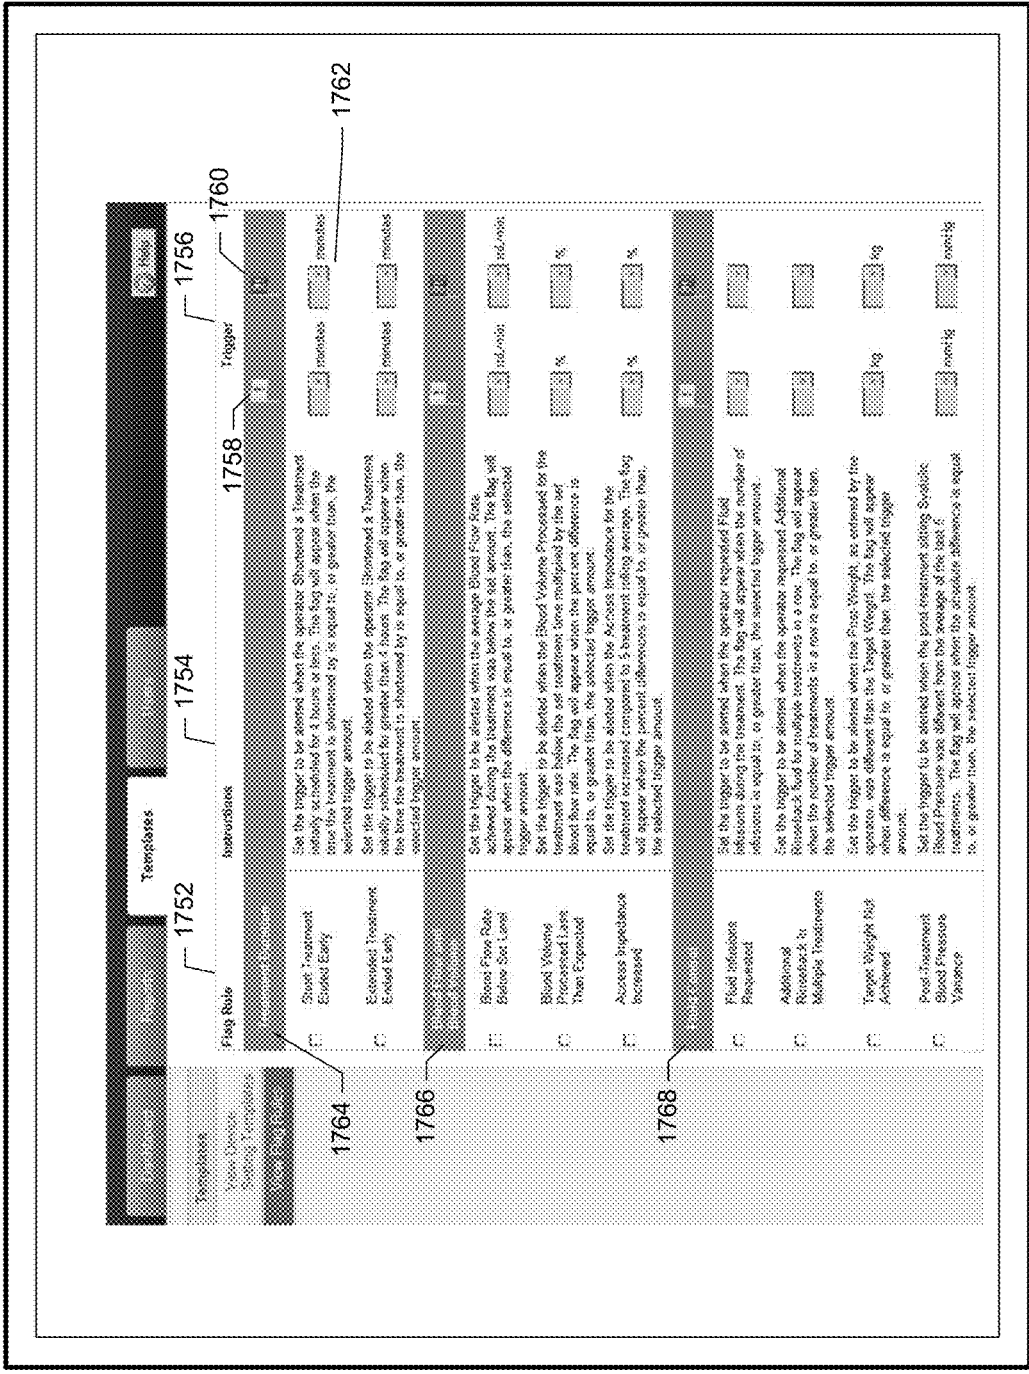 Templates
Help
Templates
View Device
Setting Templates
1752
1754
1756
Flag Rule
Instructions
Trigger
1758
1760
1762
1764
Short Treatment
Ended Early
Set the trigger to be alerted when the operator Shortened a Treatment
initially scheduled for 4 hours or less. The flag will appear when the
time the treatment is shortened by is equal to, or greater than, the
selected trigger amount.
minutes
minutes
Extended Treatment
Ended Early
Set the trigger to be alerted when the operator Shortened a Treatment
initially scheduled for greater than 4 hours. The flag will appear when
the time the treatment is shortened by is equal to, or greater than, the
selected trigger amount.
minutes
minutes
1766
Blood Flow Rate
Below Set Level
Set the trigger to be alerted when the average Blood Flow Rate
achieved during the treatment was below the set amount. The flag will
appear when the difference is equal to, or greater than, the selected
trigger amount.
mL/min
mL/min
Blood Volume
Processed Less
Than Expected
Set the trigger to be alerted when the Blood Volume Processed for the
treatment was below the set treatment time multiplied by the set
blood flow rate. The flag will appear when the percent difference is
equal to, or greater than, the selected trigger amount.
%
%
Access Impedance
Increased
Set the trigger to be alerted when the Access Impedance for the
treatment increased compared to 5-treatment rolling average. The flag
will appear when the percent differences is equal to, or greater than,
the selected trigger amount.
%
%
1768
Fluid Infusions
Requested
Set the trigger to be alerted when the operator requested Fluid
Infusions during the treatment. The flag will appear when the number of
infusions is equal to, or greater than, the selected trigger amount.
Additional
Rinseback In
Multiple Treatments
Set the trigger to be alerted when the operator requested Additional
Rinseback fluid for multiple treatments in a row. The flag will appear
when the number of treatments in a row is equal to, or greater than,
the selected trigger amount.
Target Weight Not
Achieved
Set the trigger to be alerted when the Post-Weight, as entered by the
operator, was different than the Target Weight. The flag will appear
when difference is equal to, or greater than, the selected trigger
amount.
kg
kg
Post-Treatment
Blood Pressure
Variance
Set the trigger to be alerted when the post-treatment sitting Systolic
Blood Pressure was different from the average of the last 6
treatments. The flag will appear when the absolute difference is equal
to, or greater than, the selected trigger amount.
mmHg
mmHg